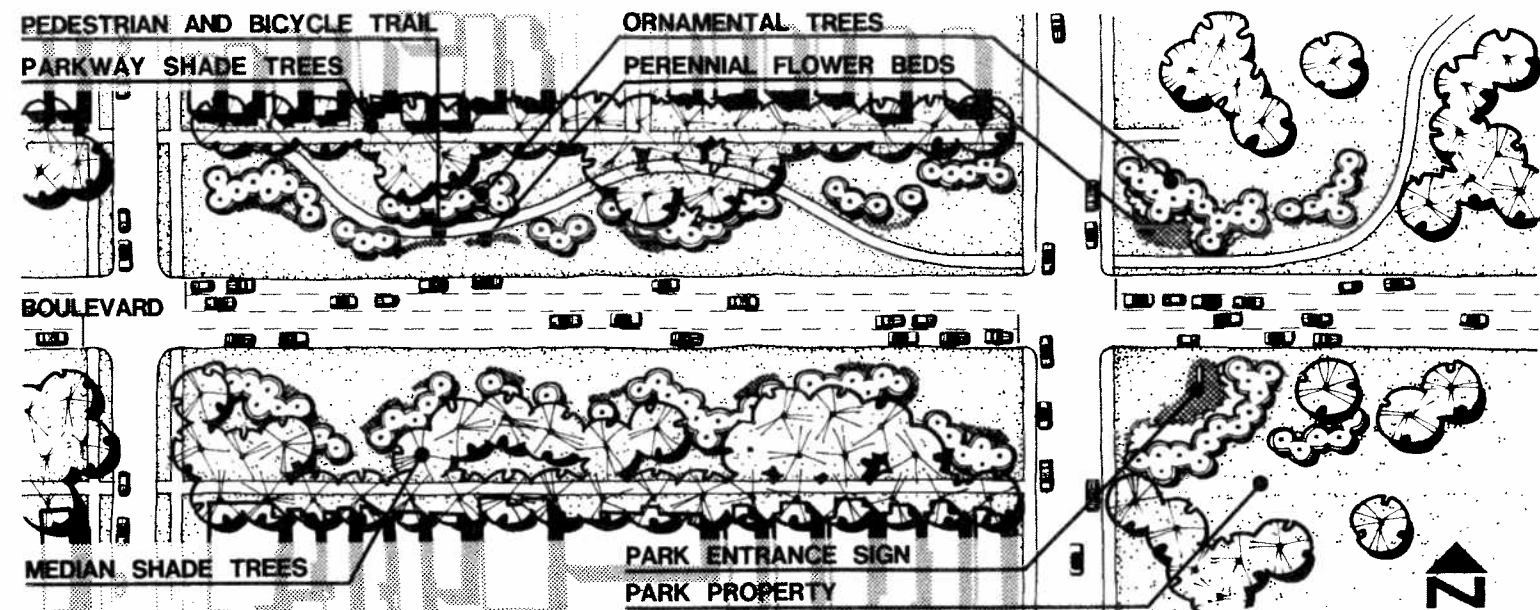 PEDESTRIAN AND BICYCLE TRAIL
ORNAMENTAL TREES
PARKWAY SHADE TREES
PERENNIAL FLOWER BEDS
BOULEVARD
MEDIAN SHADE TREES
PARK ENTRANCE SIGN
PARK PROPERTY
N